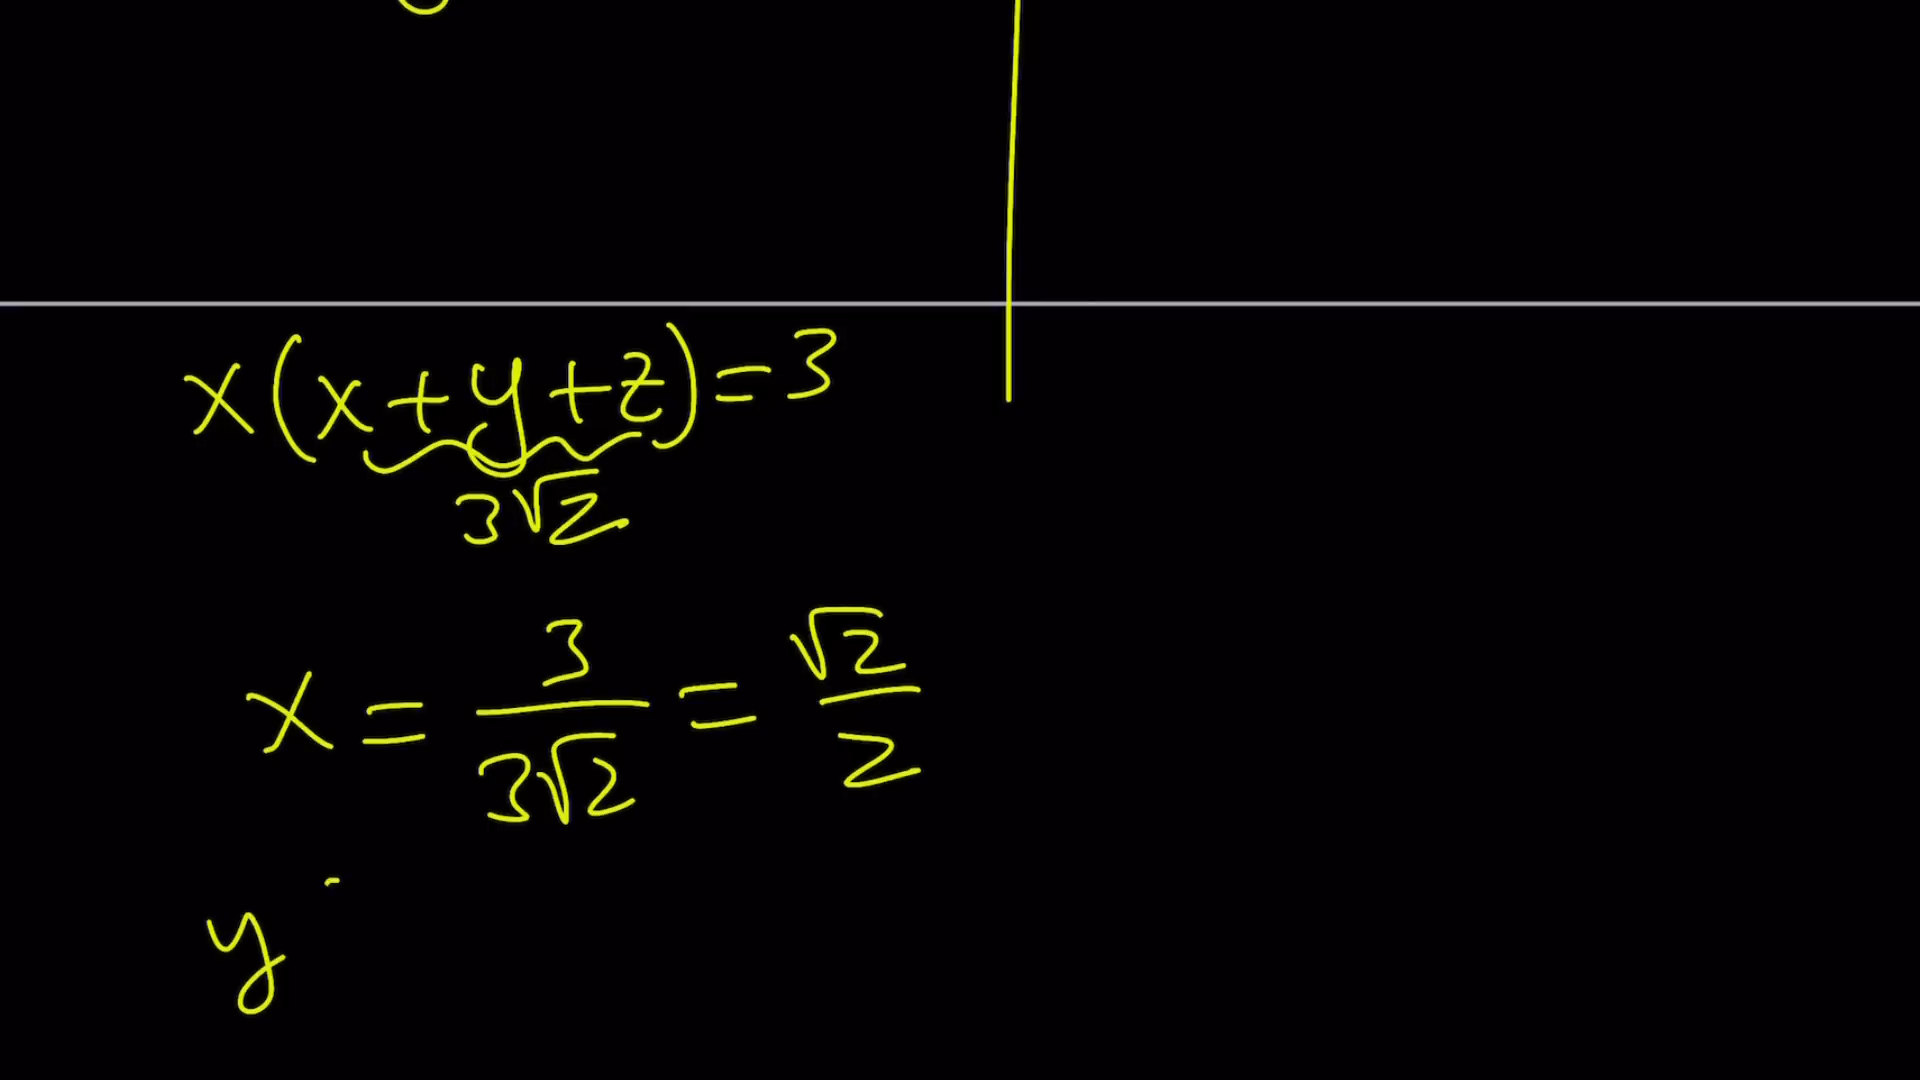 x(x+y+z)=3
3√2
x = 3/(3√2) = √2/2
y